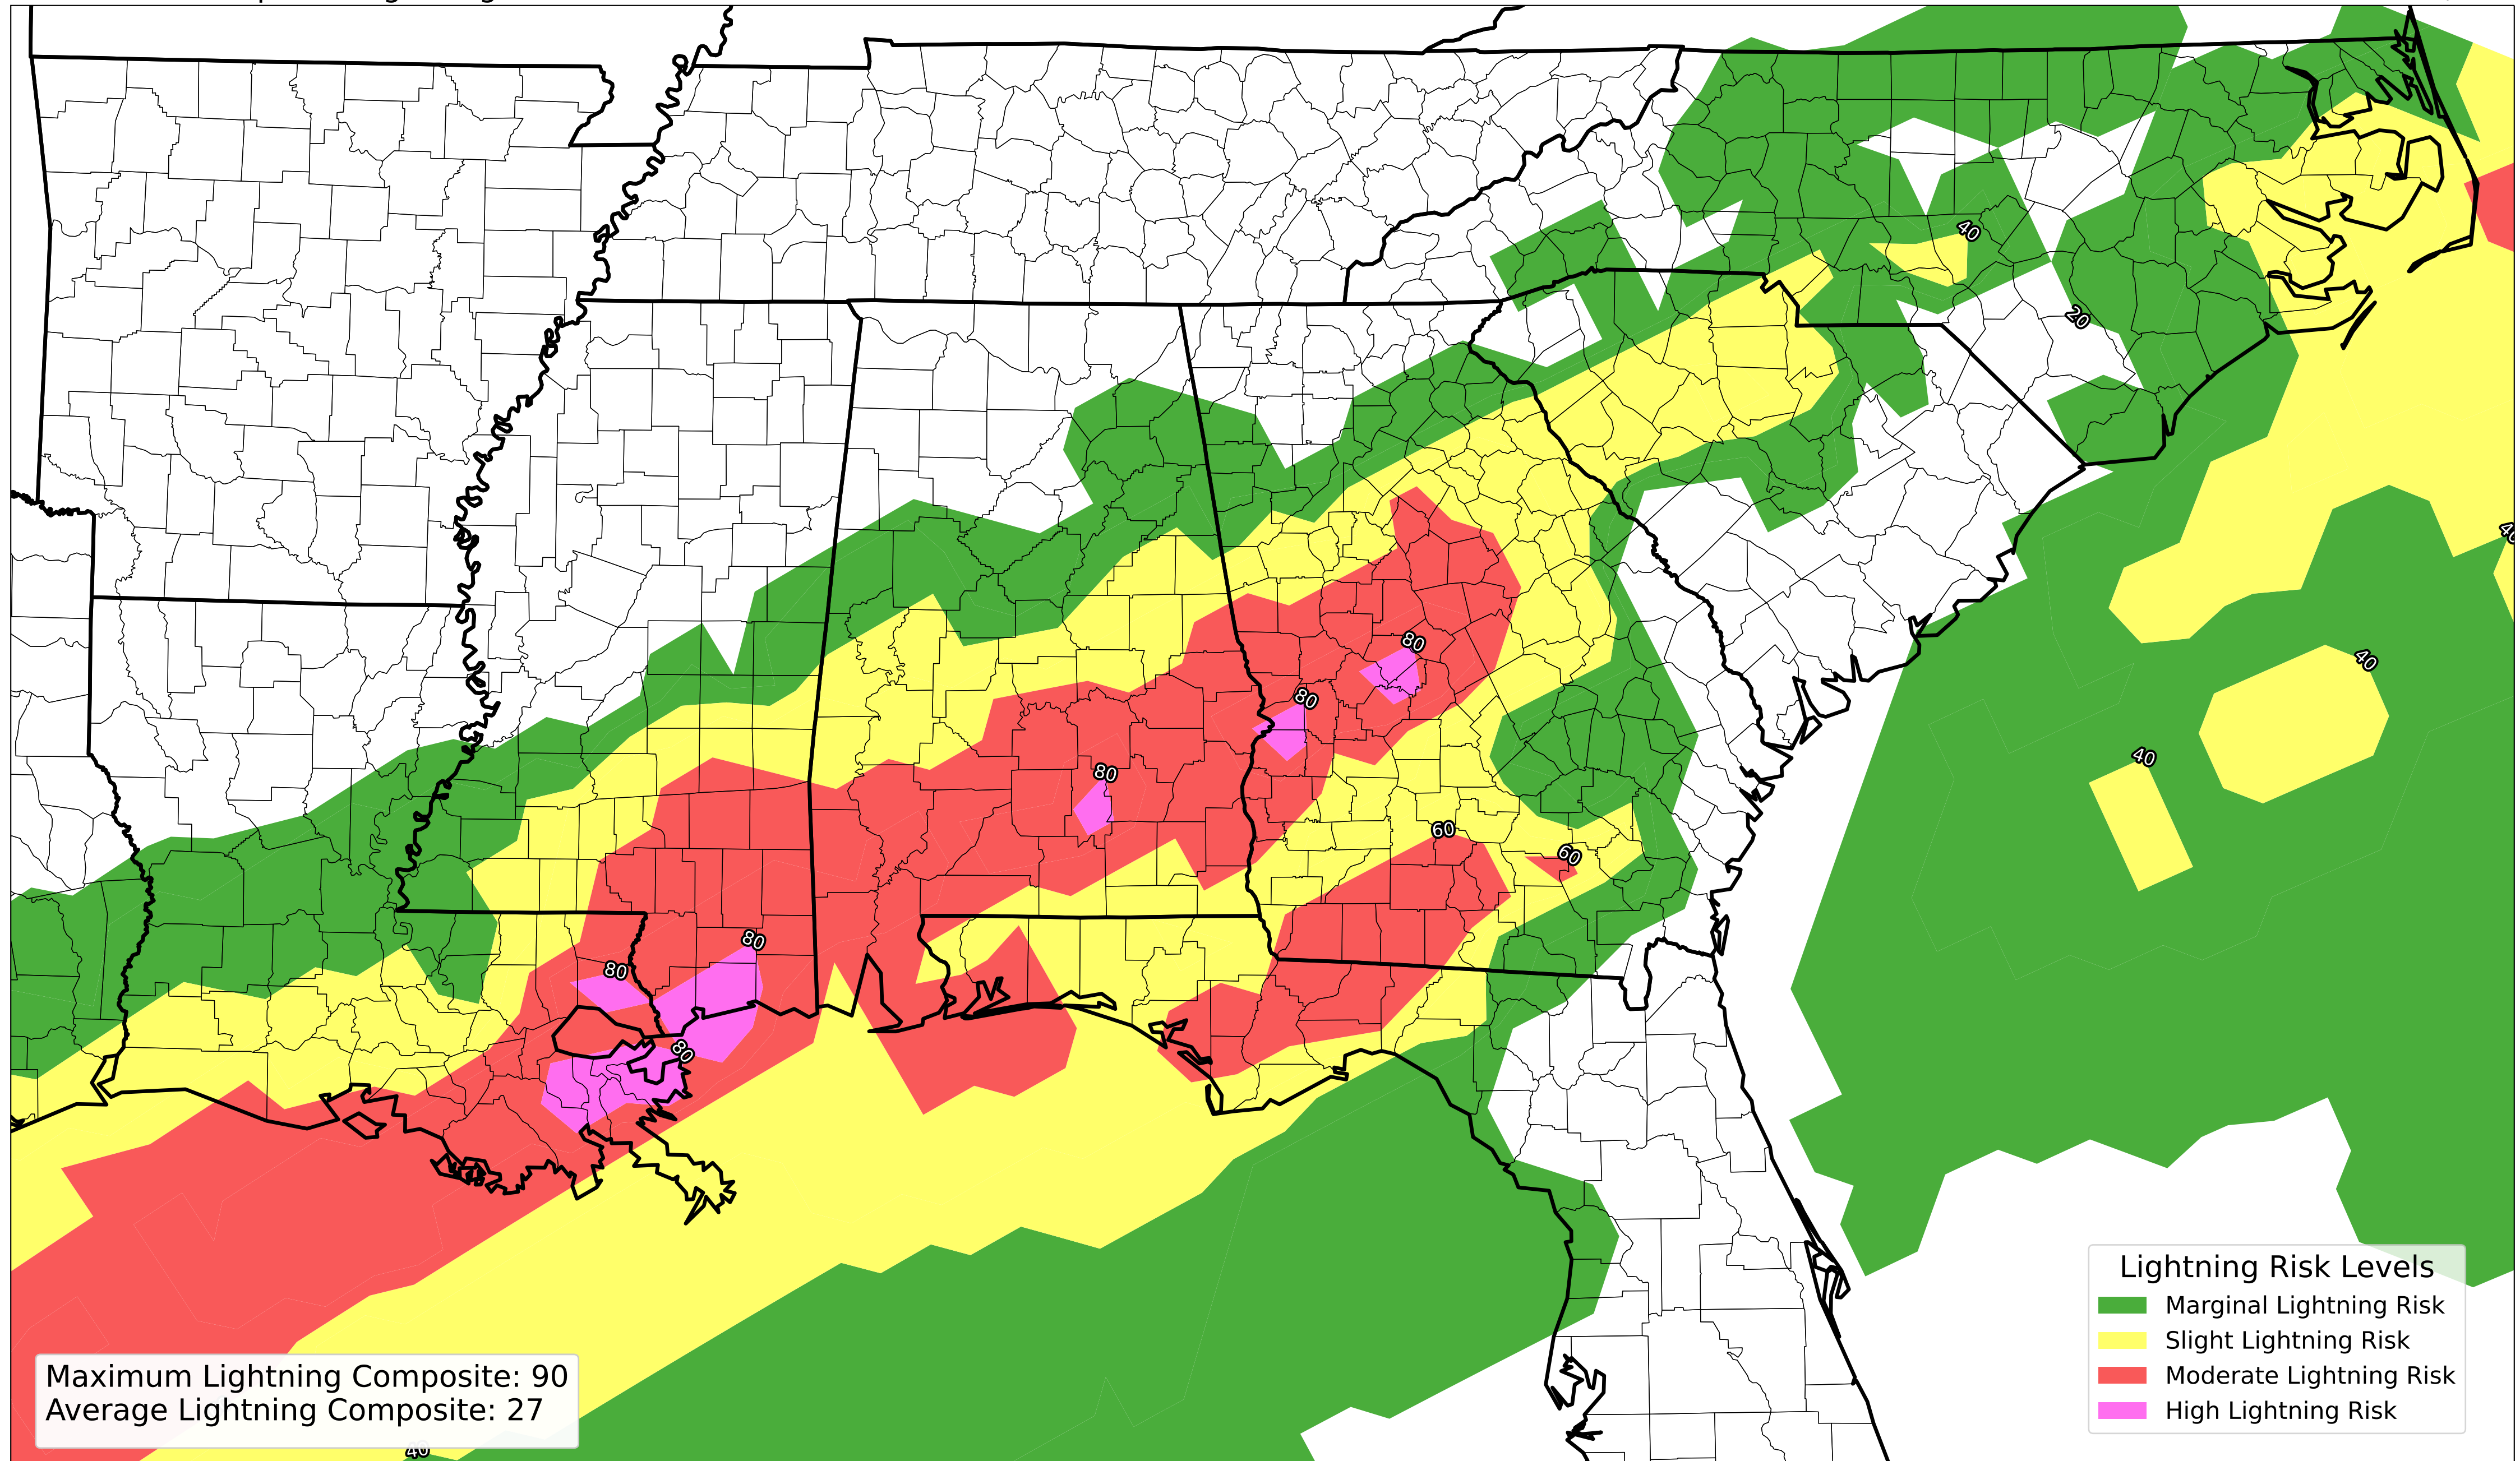 40
20
40
40
40
80
80
80
60
60
80
80
80
40
Lightning Risk Levels
Marginal Lightning Risk
Slight Lightning Risk
Moderate Lightning Risk
High Lightning Risk
Maximum Lightning Composite: 90
Average Lightning Composite: 27